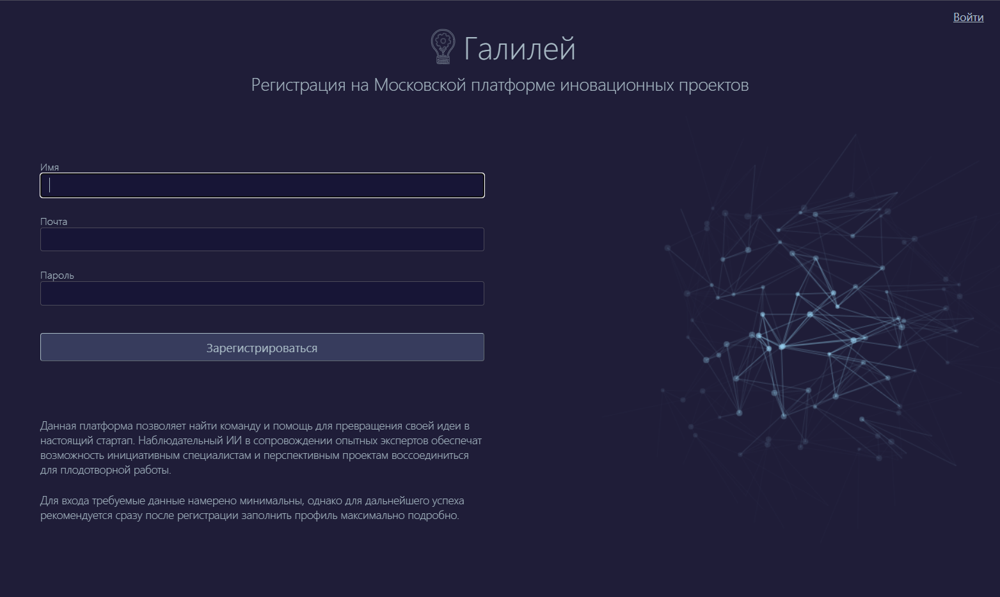 Войти
Галилей
Регистрация на Московской платформе иновационных проектов
Имя
Почта
Пароль
Зарегистрироваться
Данная платформа позволяет найти команду и помощь для превращения своей идеи в
настоящий стартап. Наблюдательный ИИ в сопровождении опытных экспертов обеспечат
возможность инициативным специалистам и перспективным проектам воссоединиться
для плодотворной работы.
Для входа требуемые данные намерено минимальны, однако для дальнейшего успеха
рекомендуется сразу после регистрации заполнить профиль максимально подробно.